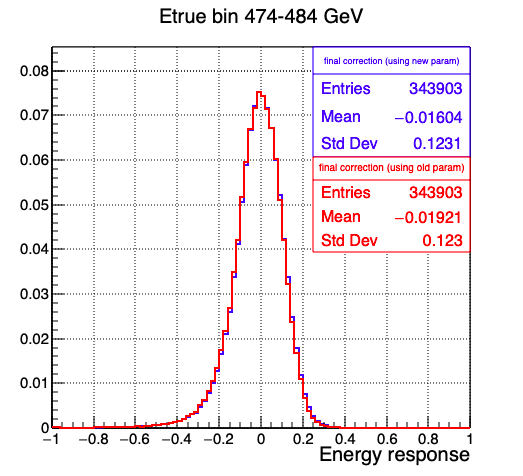 Etrue bin 474-484 GeV
final correction (using new param)
Entries 343903
Mean −0.01604
Std Dev 0.1231
final correction (using old param)
Entries 343903
Mean −0.01921
Std Dev 0.123
0.08
0.07
0.06
0.05
0.04
0.03
0.02
0.01
0
−1 −0.8 −0.6 −0.4 −0.2 0 0.2 0.4 0.6 0.8 1
Energy response